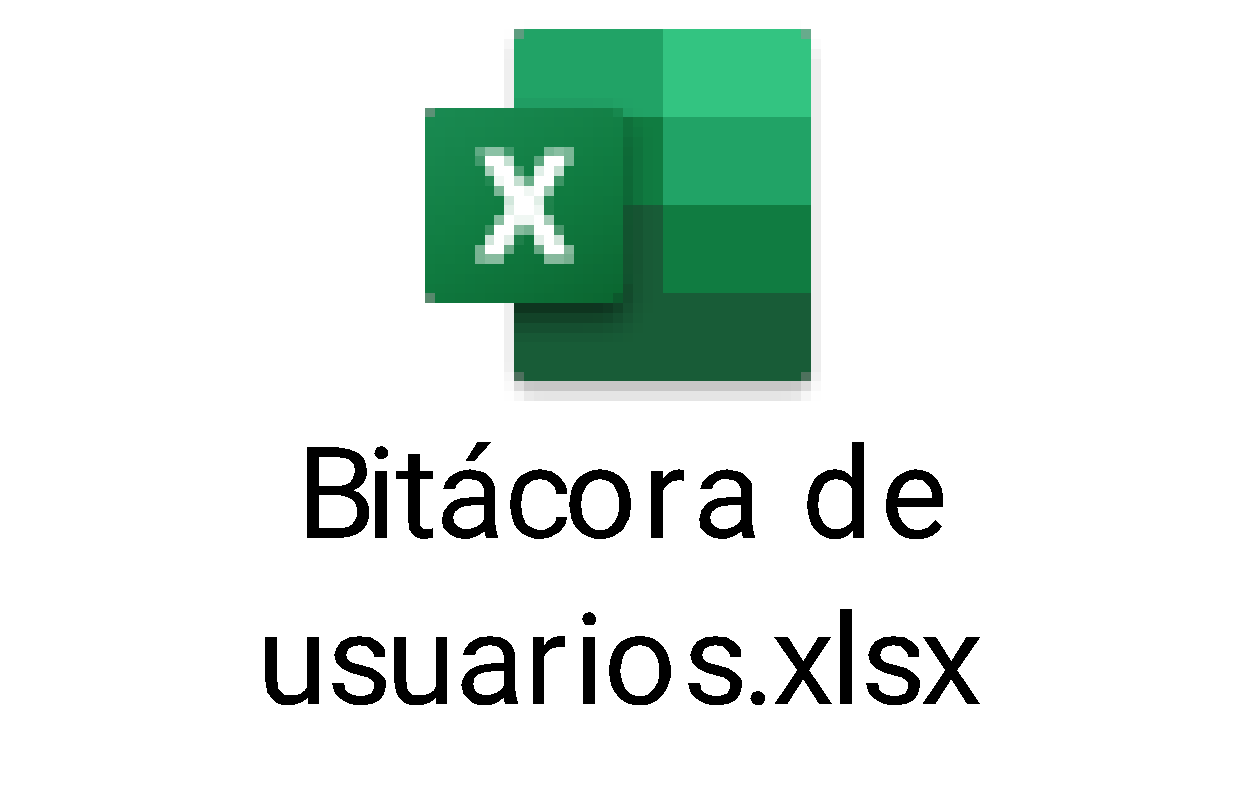 X
Bitácora de
usuarios.xlsx